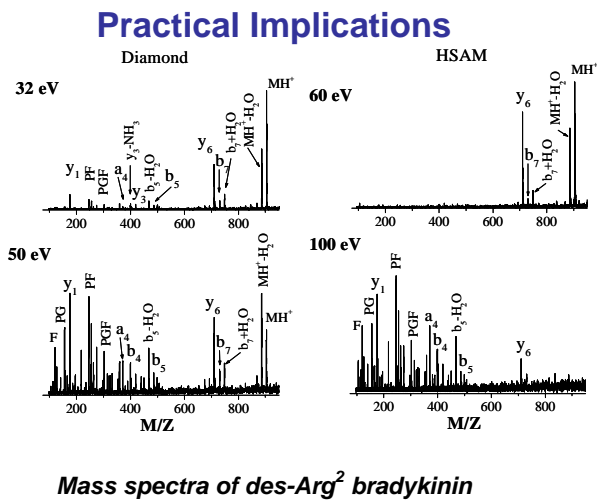 Practical Implications
Diamond
HSAM
32 eV
y₁
PF
PGF
a₄
y₃-NH₃
y₃
b₅-H₂O
b₅
y₆
b₇
b₇+H₂O
MH⁺-H₂O
MH⁺
200 400 600 800
60 eV
y₆
b₇
b₇+H₂O
MH⁺-H₂O
MH⁺
200 400 600 800
50 eV
F
PG
y₁
PF
PGF
a₄
b₄
b₅-H₂O
b₅
y₆
b₇
b₇+H₂O
MH⁺-H₂O
MH⁺
200 400 600 800
M/Z
100 eV
F
PG
y₁
PF
PGF
a₄
b₄
b₅-H₂O
b₅
y₆
200 400 600 800
M/Z
Mass spectra of des-Arg² bradykinin